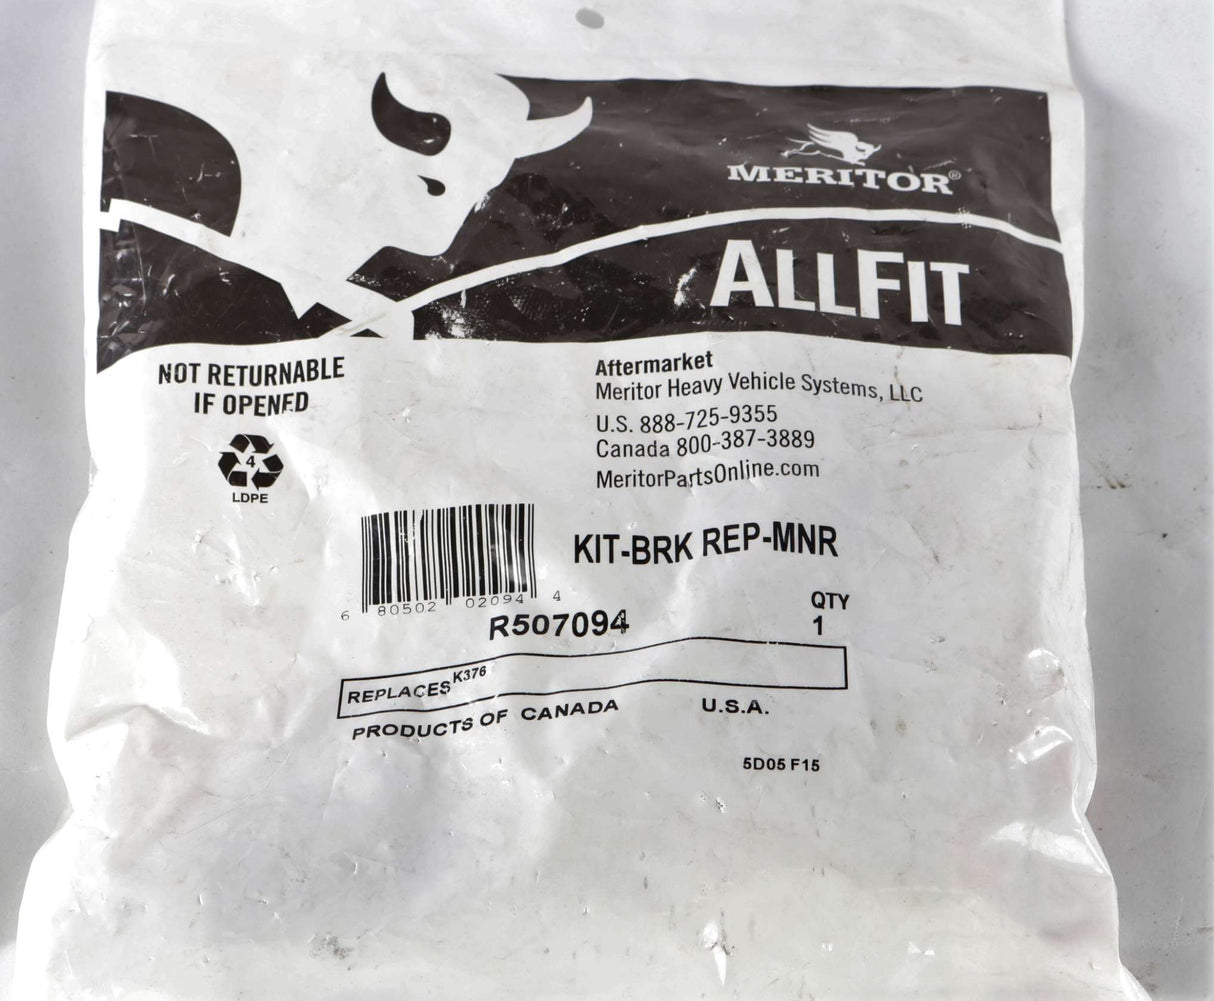 MERITOR®
ALLFIT
NOT RETURNABLE
IF OPENED
4
LDPE
Aftermarket
Meritor Heavy Vehicle Systems, LLC
U.S. 888-725-9355
Canada 800-387-3889
MeritorPartsOnline.com
KIT-BRK REP-MNR
6 80502 02094 4
QTY
R507094 1
REPLACES K376
PRODUCTS OF CANADA U.S.A.
5D05 F15